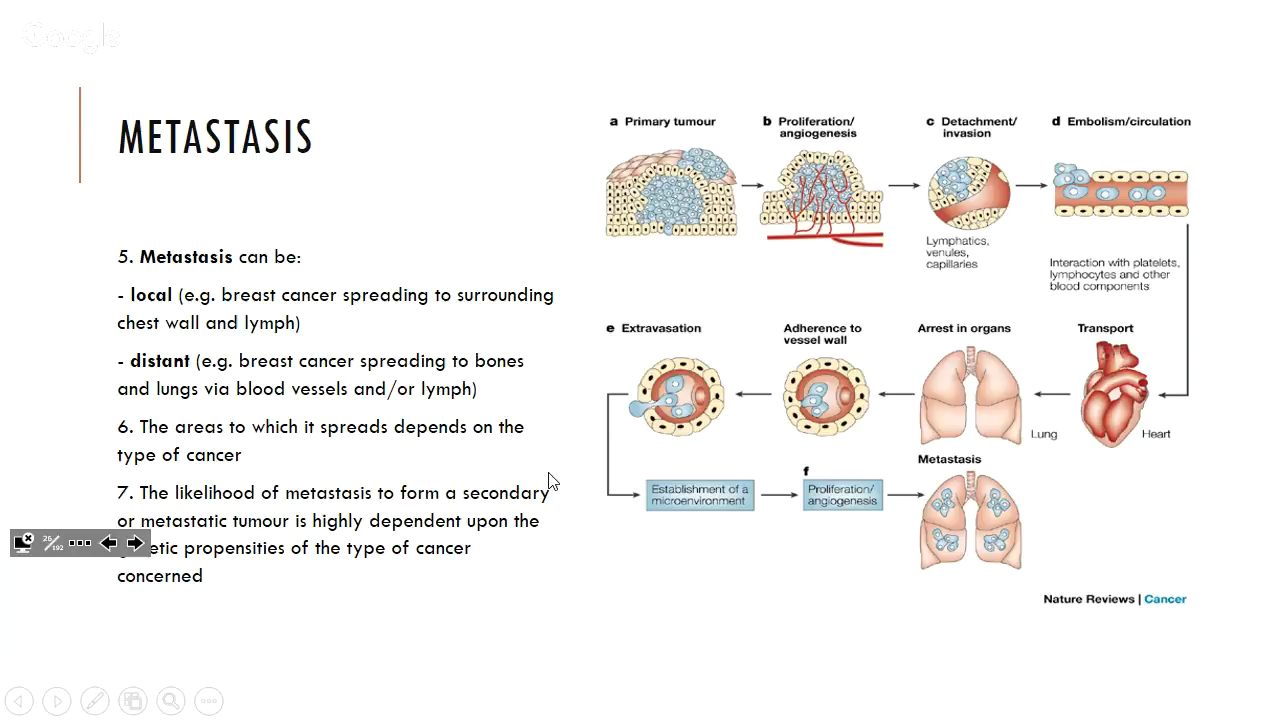 Google
METASTASIS
5. Metastasis can be:
- local (e.g. breast cancer spreading to surrounding
chest wall and lymph)
- distant (e.g. breast cancer spreading to bones
and lungs via blood vessels and/or lymph)
6. The areas to which it spreads depends on the
type of cancer
7. The likelihood of metastasis to form a secondary
or metastatic tumour is highly dependent upon the
etic propensities of the type of cancer
concerned
26/192
a Primary tumour
b Proliferation/
angiogenesis
c Detachment/
invasion
d Embolism/circulation
Lymphatics,
venules,
capillaries
Interaction with platelets,
lymphocytes and other
blood components
e Extravasation
Adherence to
vessel wall
Arrest in organs
Transport
Lung
Heart
Metastasis
Establishment of a
microenvironment
f
Proliferation/
angiogenesis
Nature Reviews | Cancer